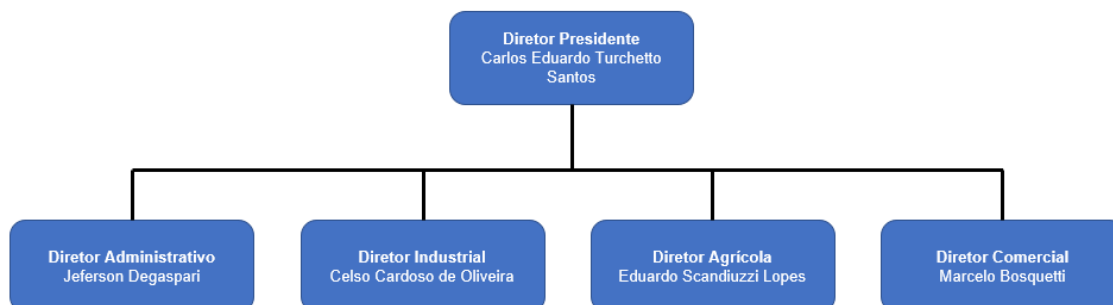 Diretor Presidente
Carlos Eduardo Turchetto
Santos
Diretor Administrativo
Jeferson Degaspari
Diretor Industrial
Celso Cardoso de Oliveira
Diretor Agrícola
Eduardo Scandiuzzi Lopes
Diretor Comercial
Marcelo Bosquetti